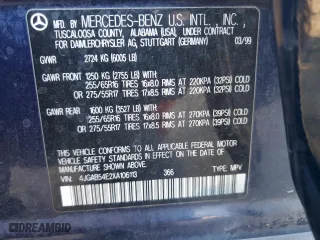 MERCEDES-BENZ U.S. INTL., INC.,
TUSCALOOSA COUNTY, ALABAMA (USA), UNDER CONTRACT
FOR DAIMLERCHRYSLER AG, STUTTGART (GERMANY)
03/99
GVWR 2724 KG (6005 LB)
GAWR FRONT 1250 KG (2755 LB) WITH:
255/65R16 TIRES 16x8.0 RIMS AT 220KPA (32PSI) COLD
OR 275/55R17 TIRES 17x8.5 RIMS AT 220KPA (32PSI) COLD
GAWR REAR 1600 KG (3527 LB) WITH:
255/65R16 TIRES 16x8.0 RIMS AT 270KPA (39PSI) COLD
OR 275/55R17 TIRES 17x8.5 RIMS AT 270KPA (39PSI) COLD
THIS VEHICLE CONFORMS TO ALL APPLICABLE FEDERAL MOTOR
VEHICLE SAFETY STANDARDS IN EFFECT ON THE
DATE OF MANUFACTURE SHOWN ABOVE.
VIN: 4JGAB54E2XA106113 366 TYPE: MPV